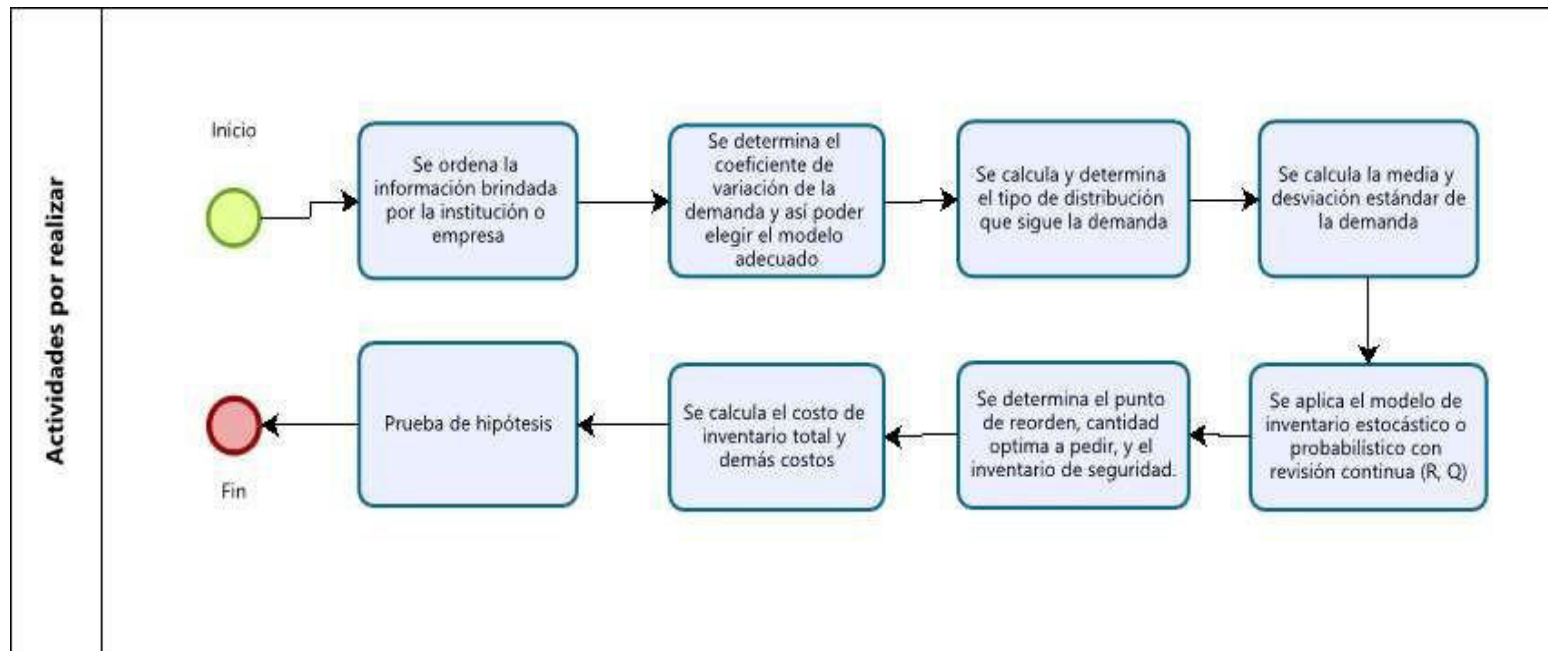 Actividades por realizar
Inicio
Se ordena la
información brindada
por la institución o
empresa
Se determina el
coeficiente de
variación de la
demanda y así poder
elegir el modelo
adecuado
Se calcula y determina
el tipo de distribución
que sigue la demanda
Se calcula la media y
desviación estándar de
la demanda
Se aplica el modelo de
inventario estocástico o
probabilístico con
revisión continua (R, Q)
Se determina el punto
de reorden, cantidad
optima a pedir, y el
inventario de seguridad.
Se calcula el costo de
inventario total y
demás costos
Prueba de hipótesis
Fin